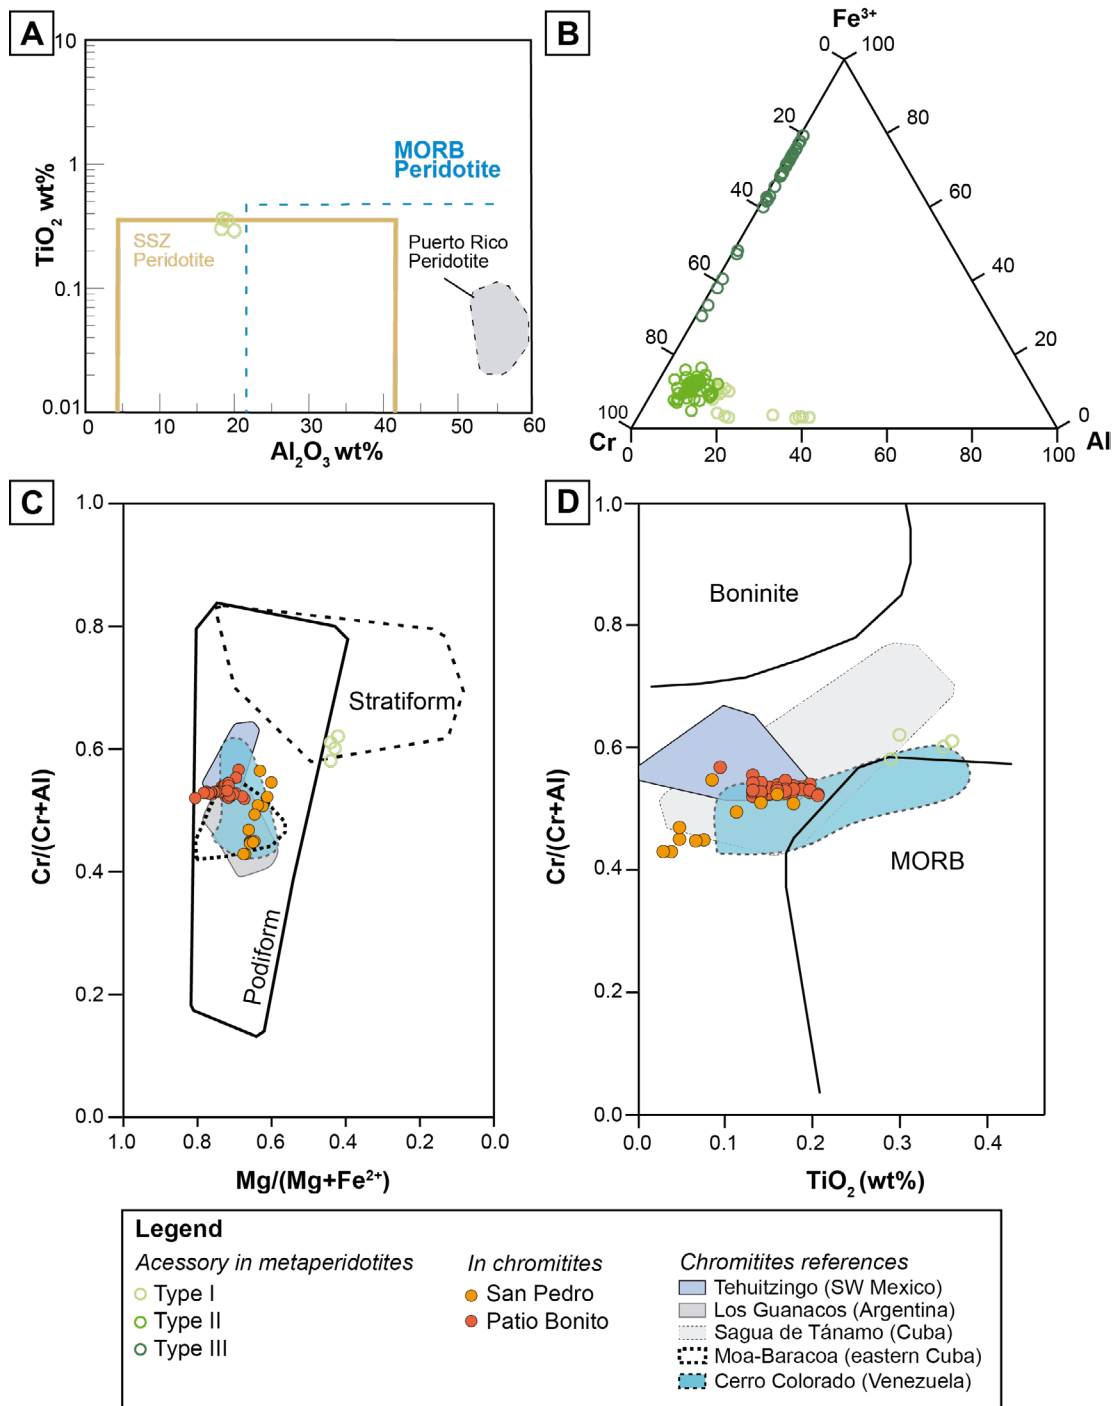 A
10
1
0.1
0.01
TiO2 wt%
MORB
Peridotite
SSZ
Peridotite
Puerto Rico
Peridotite
0
10
20
30
40
50
60
Al2O3 wt%
B
Fe3+
0
100
20
80
40
60
60
40
80
20
100
0
Cr
Al
0
20
40
60
80
100
C
1.0
0.8
0.6
0.4
0.2
0.0
Cr/(Cr+Al)
Stratiform
Podiform
1.0
0.8
0.6
0.4
0.2
0.0
Mg/(Mg+Fe2+)
D
1.0
0.8
0.6
0.4
0.2
0.0
Cr/(Cr+Al)
Boninite
MORB
0.0
0.1
0.2
0.3
0.4
TiO2 (wt%)
Legend
Acessory in metaperidotites
Type I
Type II
Type III
In chromitites
San Pedro
Patio Bonito
Chromitites references
Tehuitzingo (SW Mexico)
Los Guanacos (Argentina)
Sagua de Tánamo (Cuba)
Moa-Baracoa (eastern Cuba)
Cerro Colorado (Venezuela)